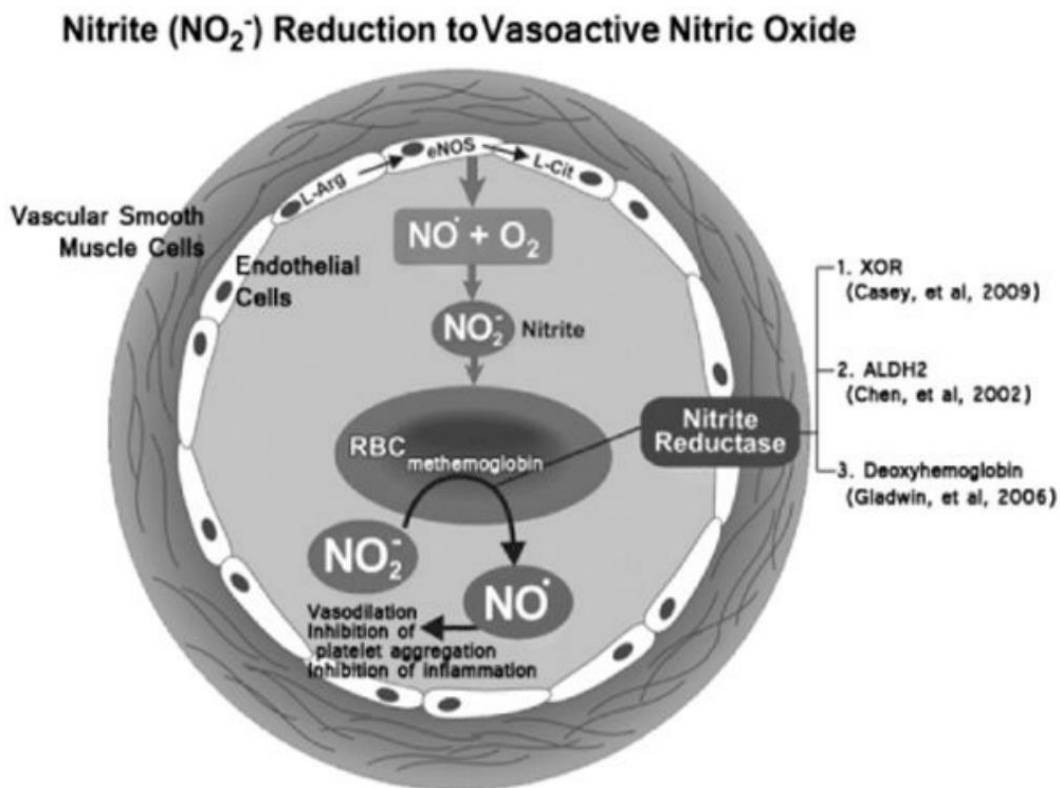 Nitrite (NO₂⁻) Reduction to Vasoactive Nitric Oxide
L-Arg
eNOS
L-Cit
Vascular Smooth
Muscle Cells
Endothelial
Cells
NO• + O₂
NO₂⁻ Nitrite
RBC methemoglobin
Nitrite
Reductase
1. XOR
(Casey, et al, 2009)
2. ALDH2
(Chen, et al, 2002)
3. Deoxyhemoglobin
(Gladwin, et al, 2006)
NO₂⁻
NO•
Vasodilation
Inhibition of
platelet aggregation
Inhibition of inflammation